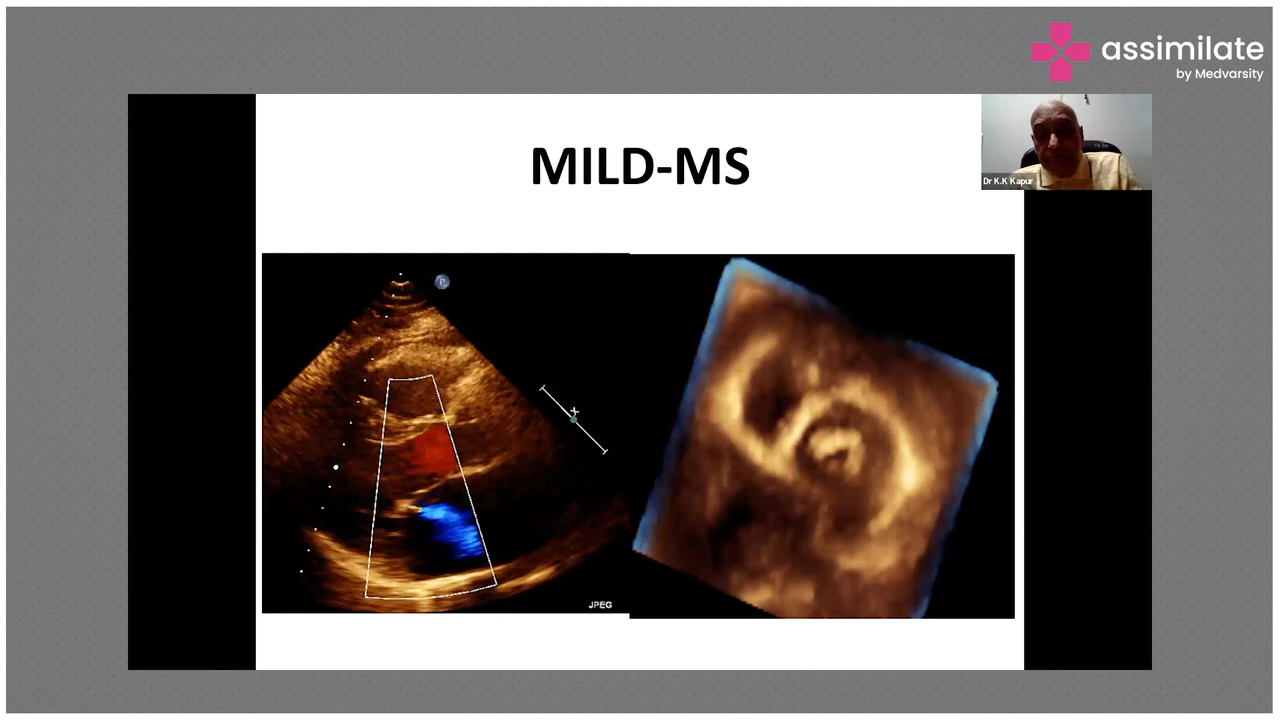 assimilate
by Medvarsity
MILD-MS
Dr K.K Kapur
P
JPEG